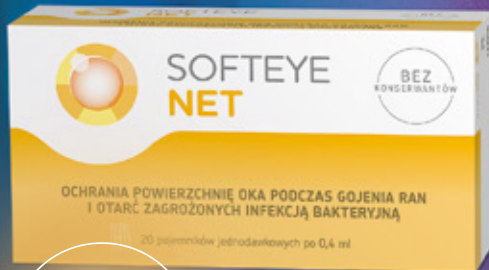 SOFTEYE
NET
BEZ
KONSERWANTÓW
OCHRANIA POWIERZCHNIĘ OKA PODCZAS GOJENIA RAN
I OTARĆ ZAGROŻONYCH INFEKCJĄ BAKTERYJNĄ
20 pojemników jednodawkowych po 0,4 ml